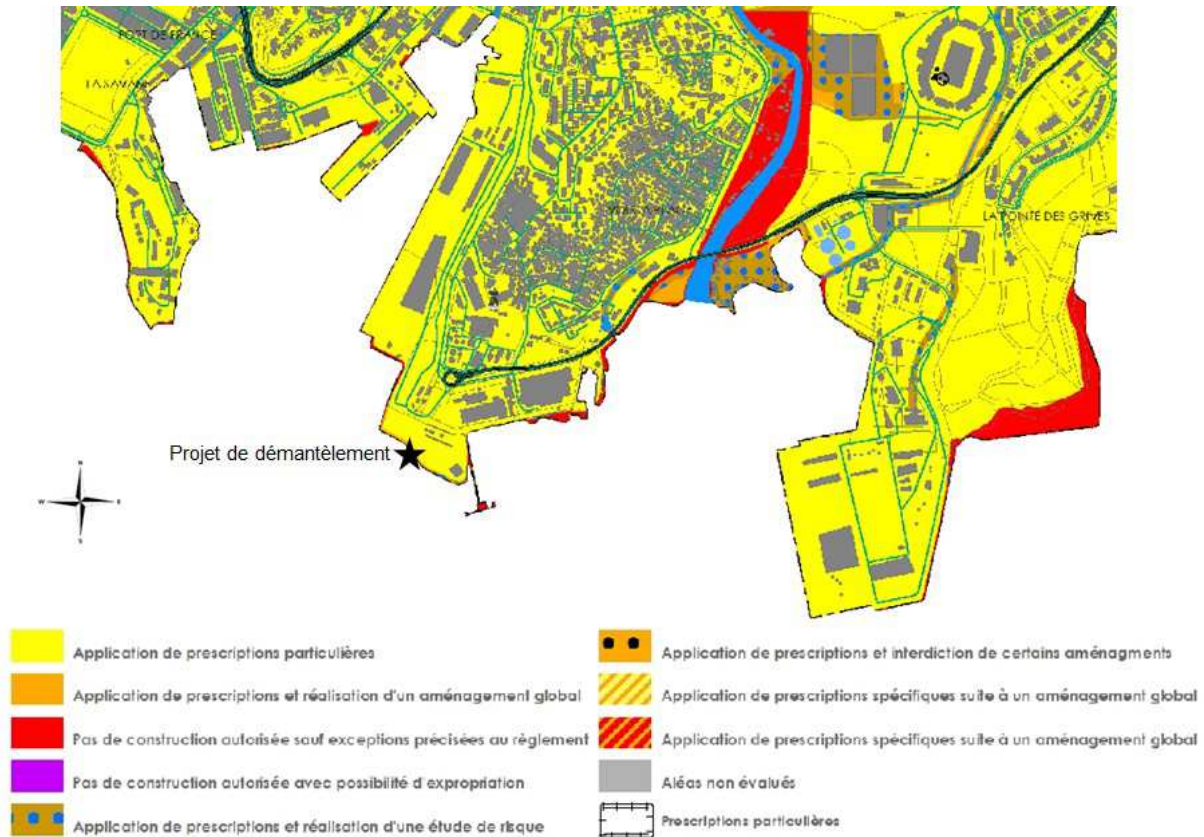 FORT DE FRANCE
LA SAVANE
LA POINTE DES GRIVES
Projet de démantèlement
N
W
E
S
Application de prescriptions particulières
Application de prescriptions et réalisation d'un aménagement global
Pas de construction autorisée sauf exceptions précisées au règlement
Pas de construction autorisée avec possibilité d'expropriation
Application de prescriptions et réalisation d'une étude de risque
Application de prescriptions et interdiction de certains aménagments
Application de prescriptions spécifiques suite à un aménagement global
Application de prescriptions spécifiques suite à un aménagement global
Aléas non évalués
Prescriptions particulières